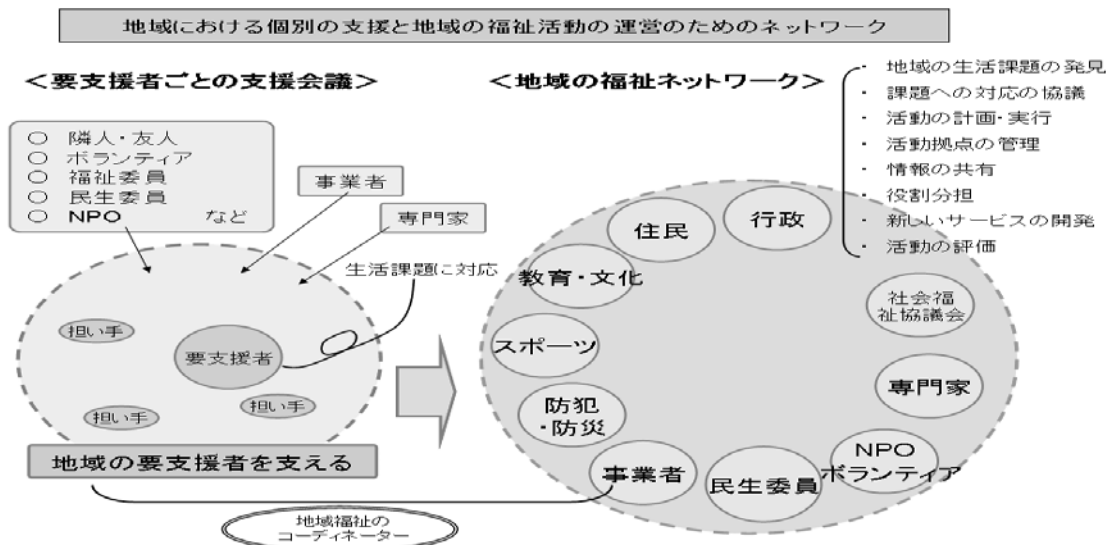 地域における個別の支援と地域の福祉活動の運営のためのネットワーク
＜要支援者ごとの支援会議＞
○ 隣人・友人
○ ボランティア
○ 福祉委員
○ 民生委員
○ NPO など
事業者
専門家
生活課題に対応
担い手
要支援者
担い手
担い手
地域の要支援者を支える
地域福祉の
コーディネーター
＜地域の福祉ネットワーク＞
・ 地域の生活課題の発見
・ 課題への対応の協議
・ 活動の計画・実行
・ 活動拠点の管理
・ 情報の共有
・ 役割分担
・ 新しいサービスの開発
・ 活動の評価
行政
住民
教育・文化
スポーツ
防犯
・防災
事業者
民生委員
NPO
ボランティア
専門家
社会福
祉協議会